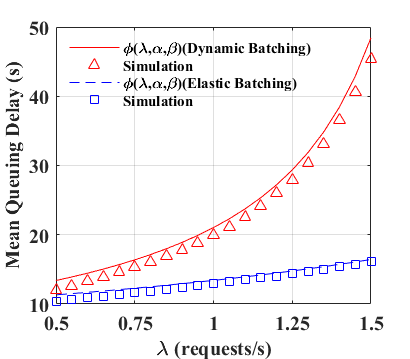 50
40
30
20
10
Mean Queuing Delay (s)
ϕ(λ,α,β)(Dynamic Batching)
Simulation
ϕ(λ,α,β)(Elastic Batching)
Simulation
0.5 0.75 1 1.25 1.5
λ (requests/s)